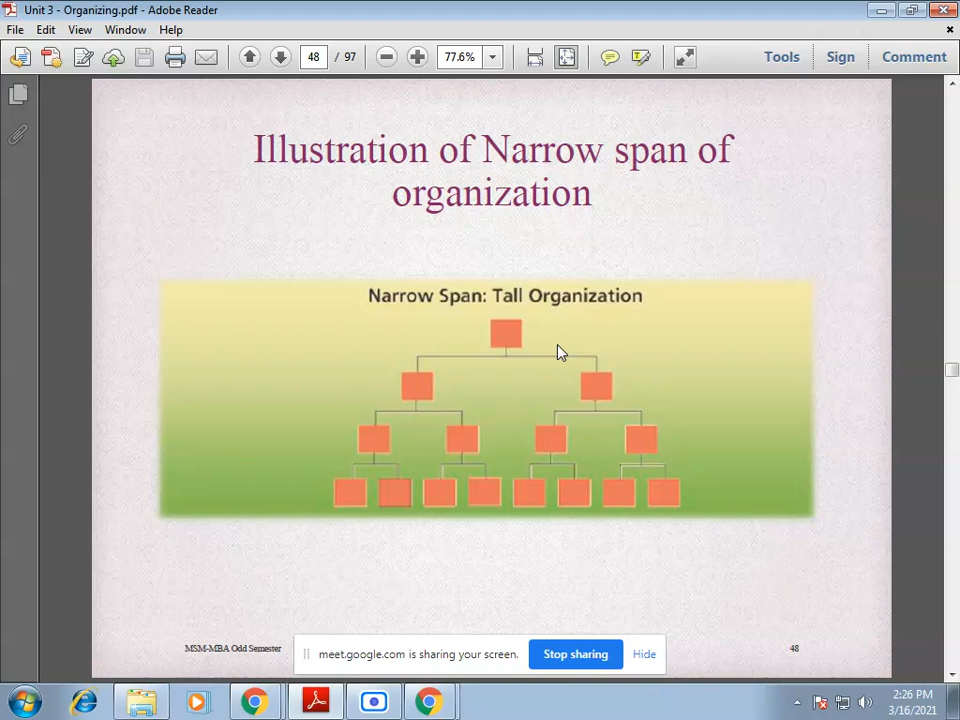 Unit 3 - Organizing.pdf - Adobe Reader
File Edit View Window Help
48 / 97 77.6% Tools Sign Comment
Illustration of Narrow span of
organization
Narrow Span: Tall Organization
MSM-MBA Odd Semester
48
meet.google.com is sharing your screen. Stop sharing Hide
2:26 PM
3/16/2021